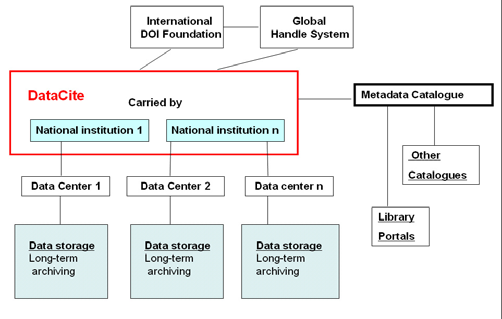 International
DOI Foundation
Global
Handle System
DataCite
Carried by
National institution 1
National institution n
Metadata Catalogue
Other
Catalogues
Library
Portals
Data Center 1
Data Center 2
Data center n
Data storage
Long-term
archiving
Data storage
Long-term
archiving
Data storage
Long-term
archiving